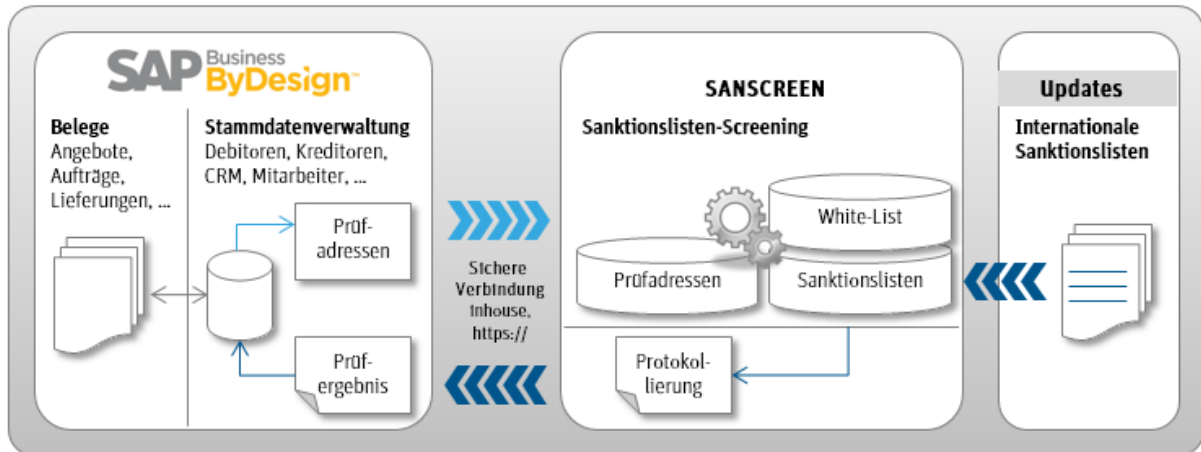 SAP Business
ByDesign™
Belege
Angebote,
Aufträge,
Lieferungen, ...
Stammdatenverwaltung
Debitoren, Kreditoren,
CRM, Mitarbeiter, ...
Prüf-
adressen
Prüf-
ergebnis
Sichere
Verbindung
inhouse,
https://
SANSCREEN
Sanktionslisten-Screening
White-List
Prüfadressen
Sanktionslisten
Protokol-
lierung
Updates
Internationale
Sanktionslisten